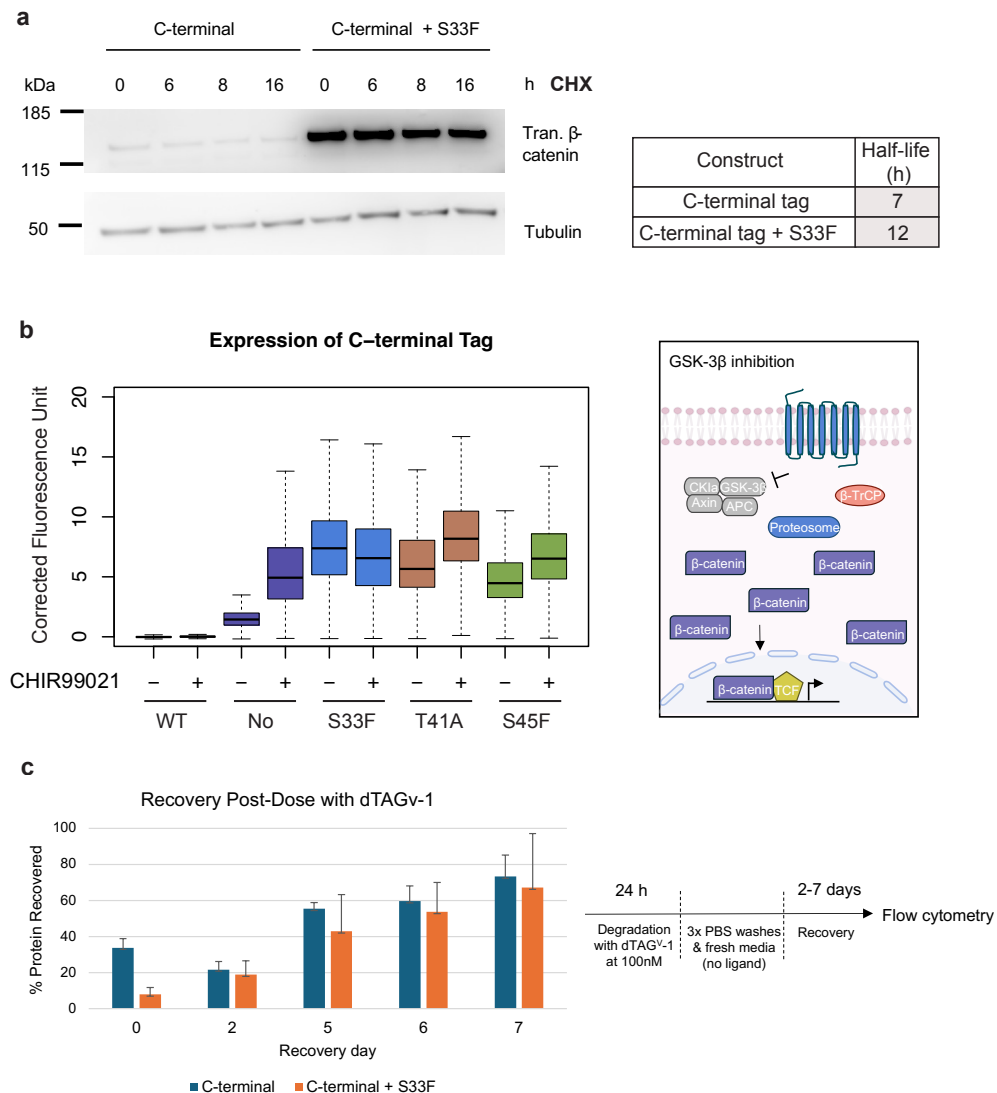 a
C-terminal
C-terminal + S33F
kDa
0 6 8 16 0 6 8 16 h CHX
185
115
Tran. β-
catenin
50
Tubulin
Construct
Half-life
(h)
C-terminal tag
7
C-terminal tag + S33F
12
b
Expression of C–terminal Tag
Corrected Fluorescence Unit
20
15
10
5
0
CHIR99021 – + – + – + – + – +
WT No S33F T41A S45F
GSK-3β inhibition
CKIa
GSK-3β
Axin
APC
β-TrCP
Proteosome
β-catenin
β-catenin
β-catenin
β-catenin
β-catenin
β-catenin
TCF
c
Recovery Post-Dose with dTAGv-1
% Protein Recovered
100
80
60
40
20
0
0 2 5 6 7
Recovery day
C-terminal
C-terminal + S33F
24 h
2-7 days
Flow cytometry
Degradation
with dTAGV-1
at 100nM
3x PBS washes
& fresh media
(no ligand)
Recovery